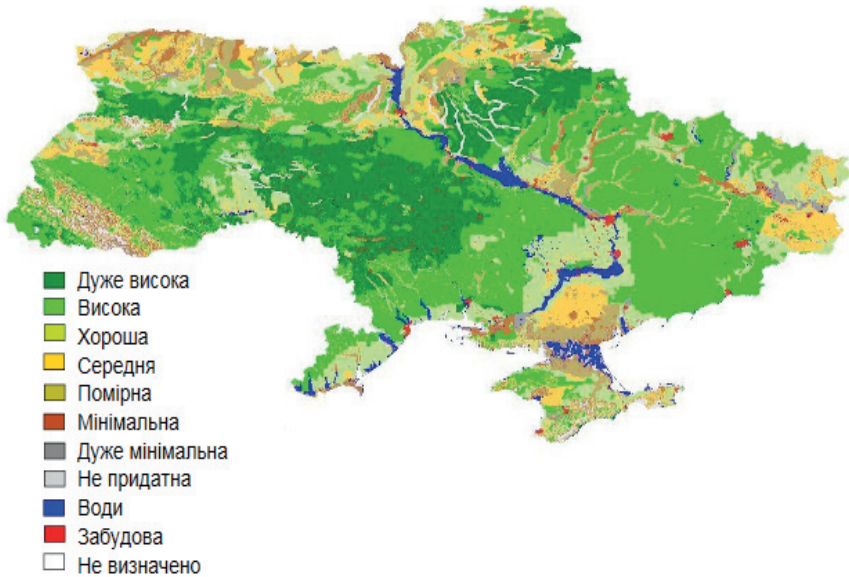 Дуже висока
Висока
Хороша
Середня
Помірна
Мінімальна
Дуже мінімальна
Не придатна
Води
Забудова
Не визначено